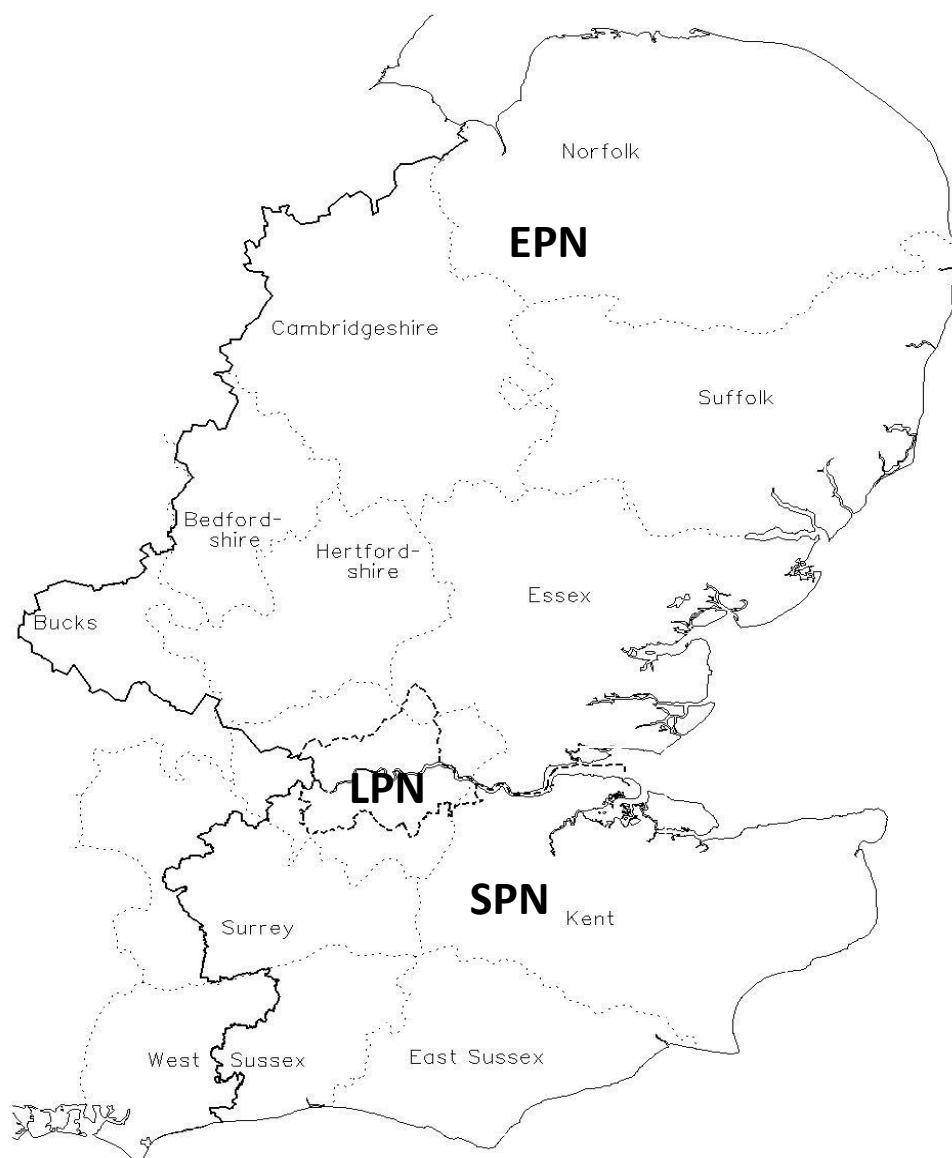 Norfolk
EPN
Cambridgeshire
Suffolk
Bedford-
shire
Hertford-
shire
Essex
Bucks
LPN
SPN
Kent
Surrey
West Sussex
East Sussex